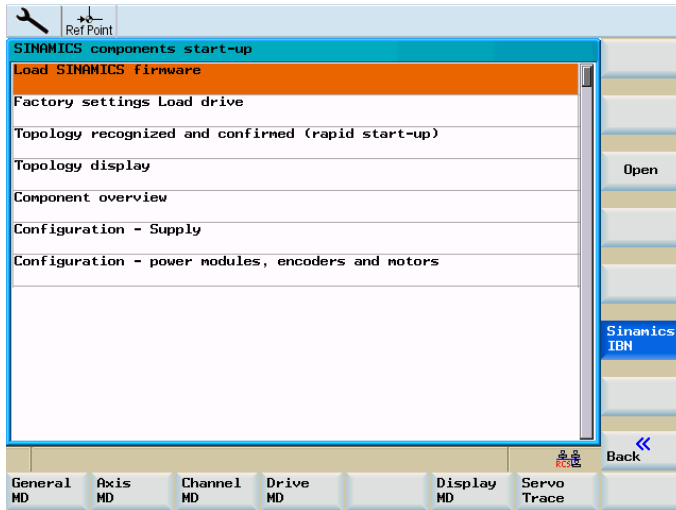 Ref Point
SINAMICS components start-up
Load SINAMICS firmware
Factory settings Load drive
Topology recognized and confirmed (rapid start-up)
Topology display
Component overview
Configuration - Supply
Configuration - power modules, encoders and motors
Open
Sinamics
IBN
Back
RCS
General
MD
Axis
MD
Channel
MD
Drive
MD
Display
MD
Servo
Trace